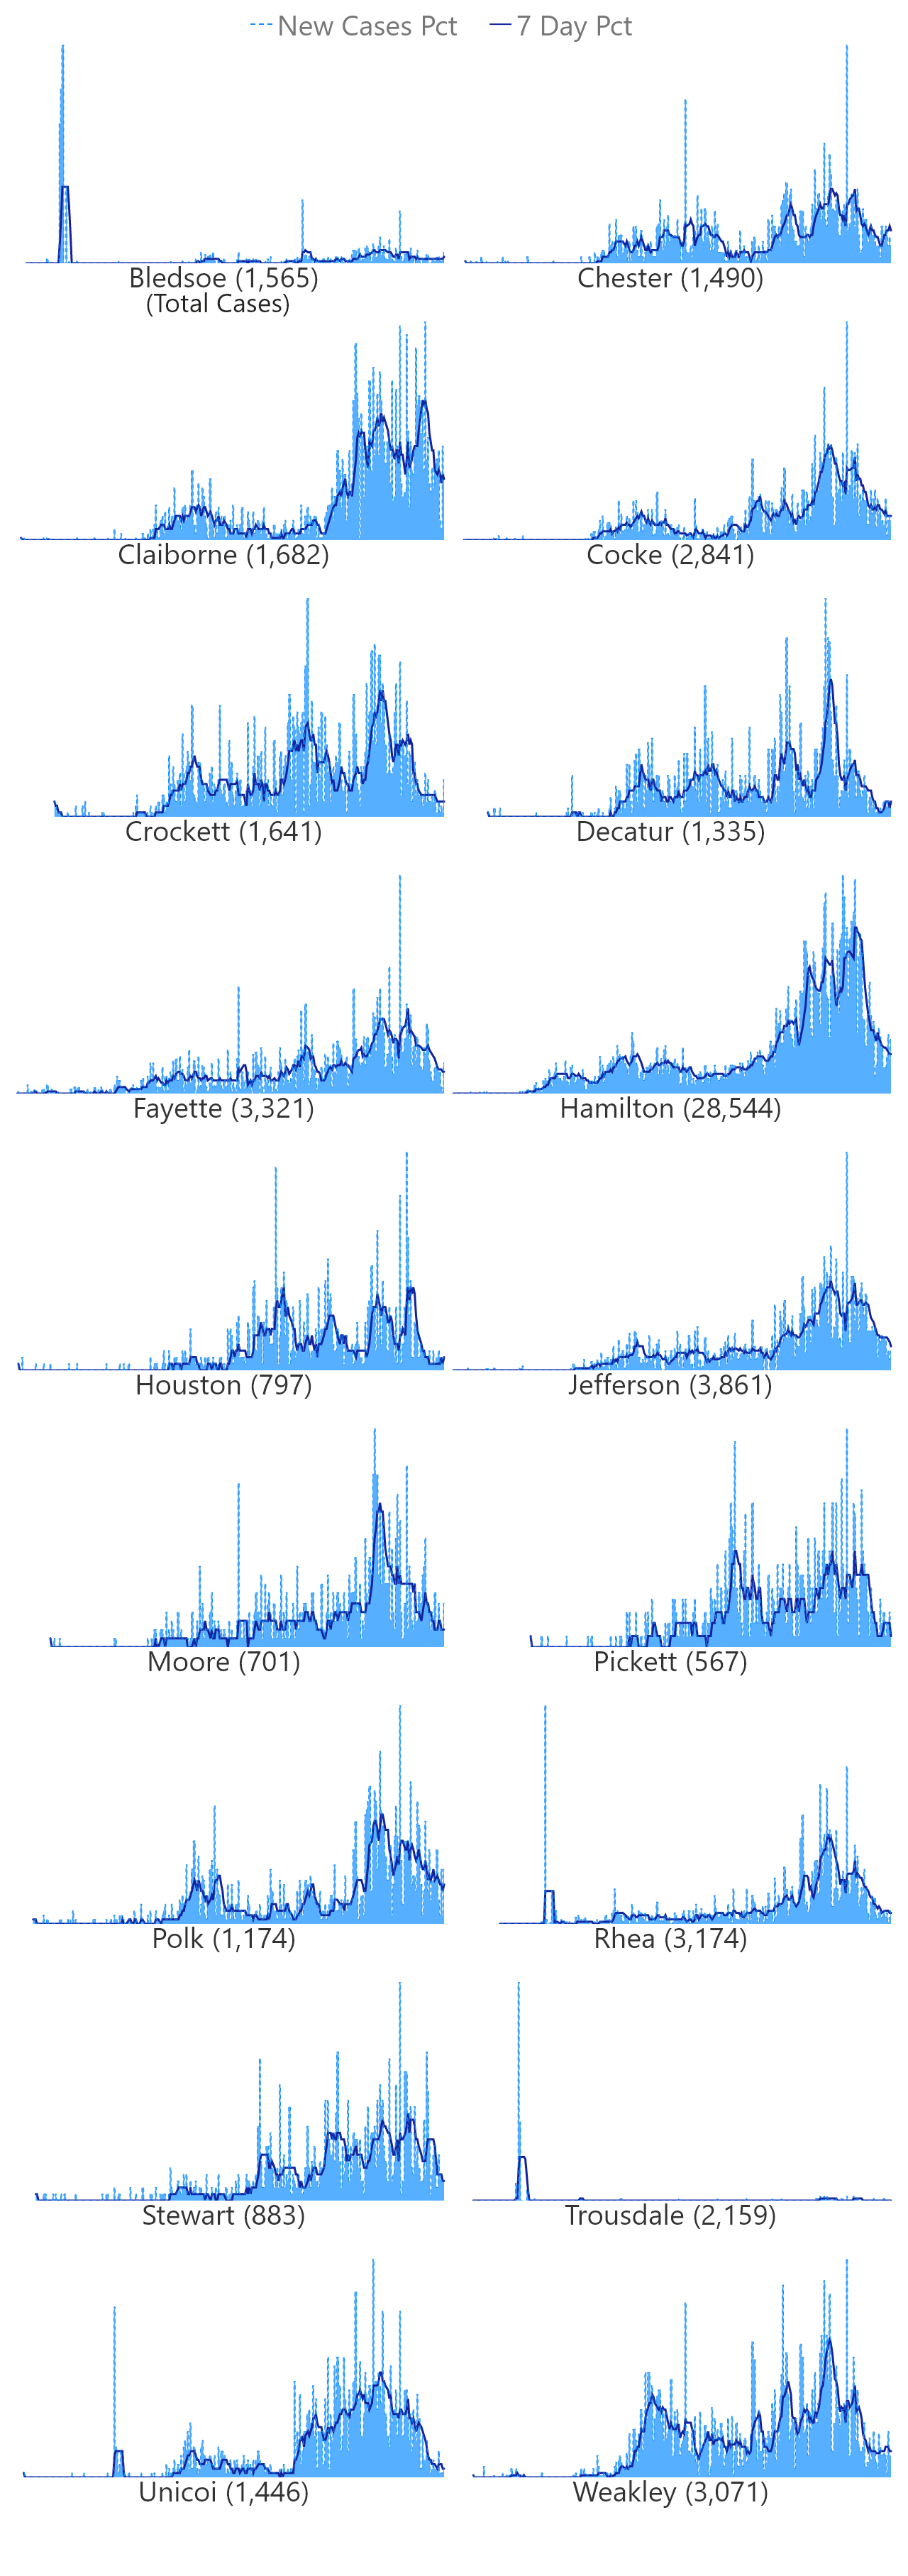 New Cases Pct 7 Day Pct
Bledsoe (1,565) Chester (1,490)
(Total Cases)
Claiborne (1,682) Cocke (2,841)
Crockett (1,641) Decatur (1,335)
Fayette (3,321) Hamilton (28,544)
Houston (797) Jefferson (3,861)
Moore (701) Pickett (567)
Polk (1,174) Rhea (3,174)
Stewart (883) Trousdale (2,159)
Unicoi (1,446) Weakley (3,071)